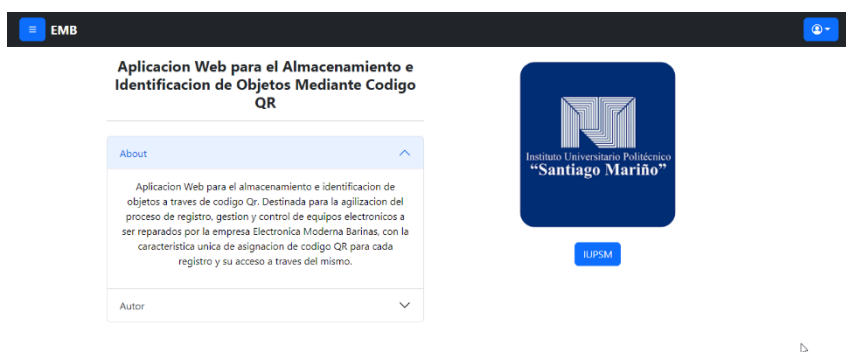 EMB
Aplicacion Web para el Almacenamiento e
Identificacion de Objetos Mediante Codigo
QR
About
Aplicacion Web para el almacenamiento e identificacion de
objetos a traves de codigo Qr. Destinada para la agilizacion del
proceso de registro, gestion y control de equipos electronicos a
ser reparados por la empresa Electronica Moderna Barinas, con la
caracteristica unica de asignacion de codigo QR para cada
registro y su acceso a traves del mismo.
Autor
Instituto Universitario Politécnico
“Santiago Mariño”
IUPSM